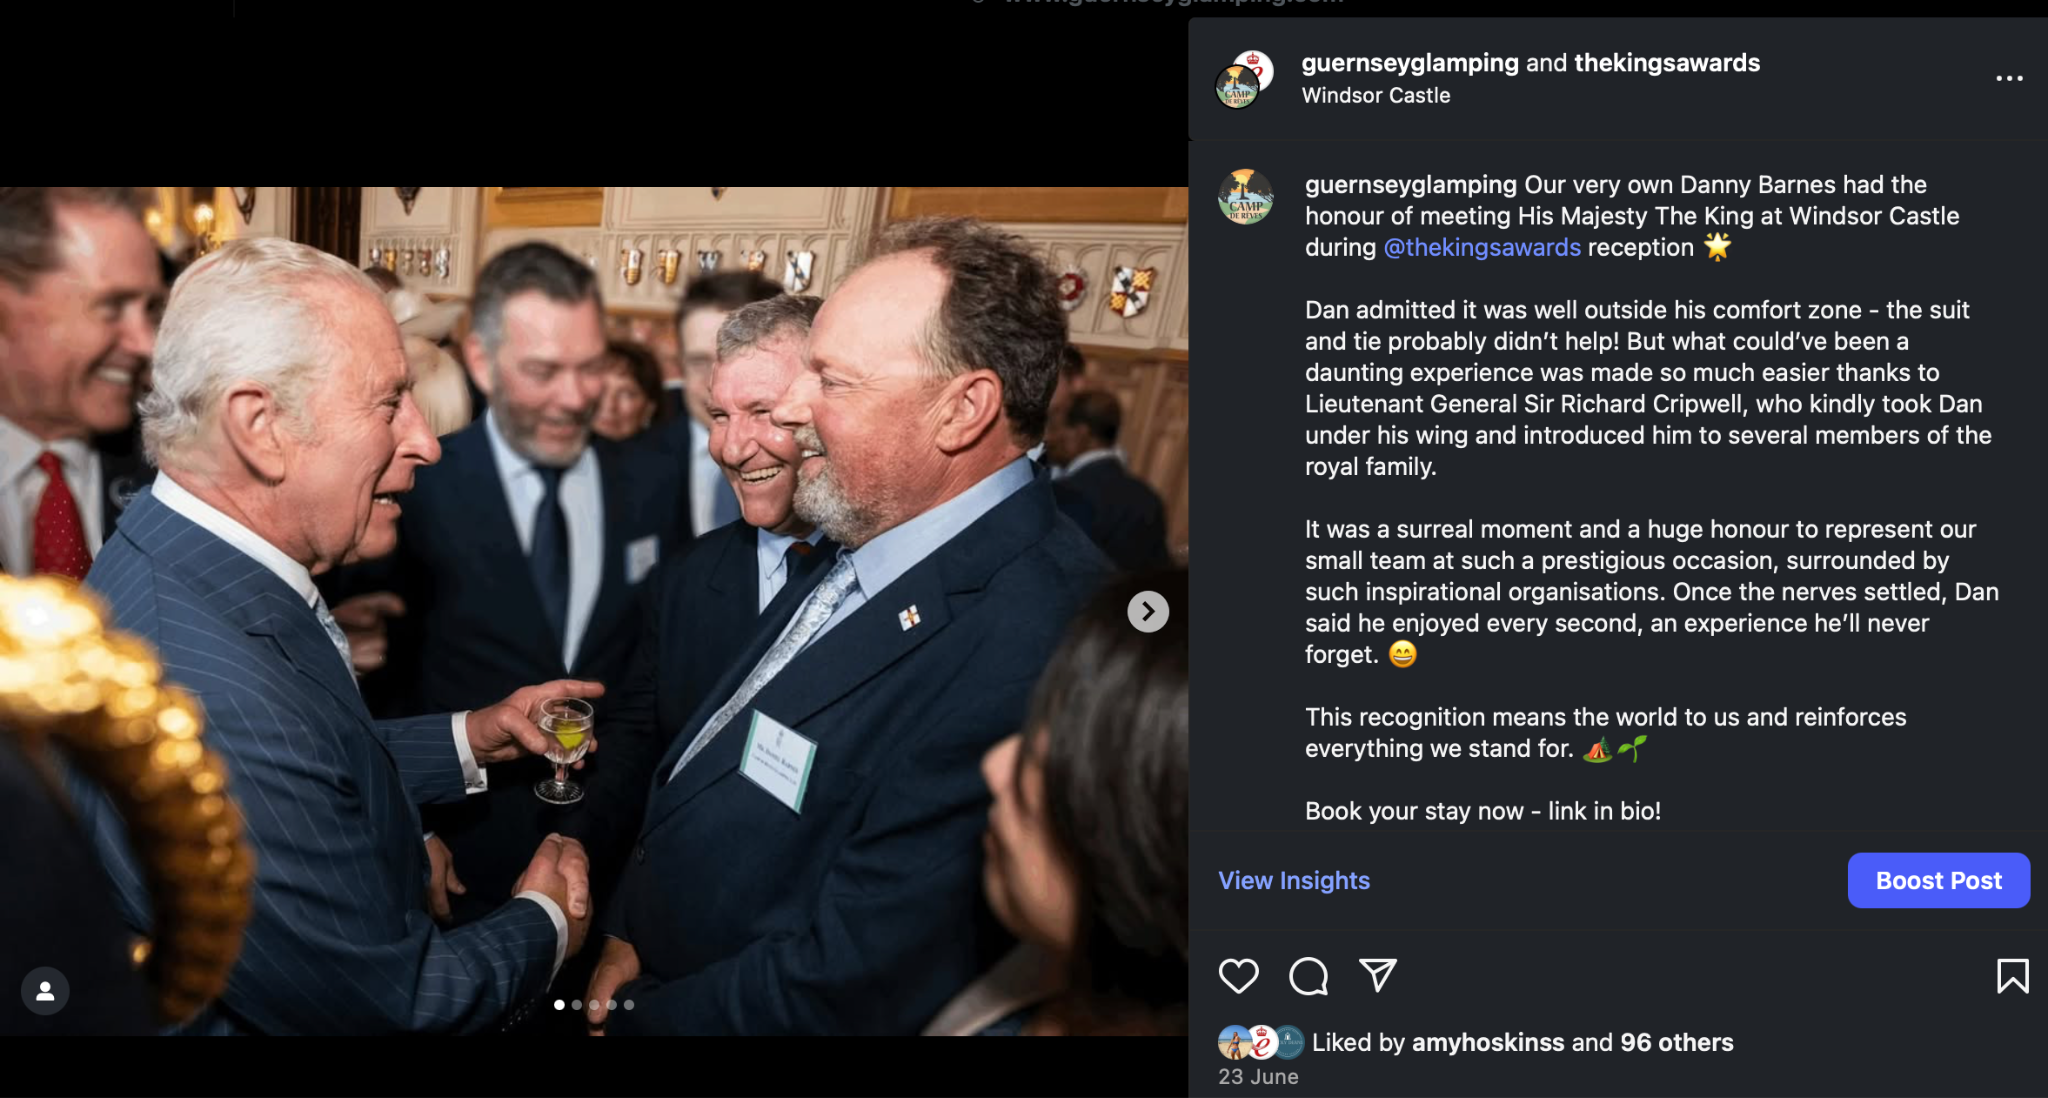 guernseyglamping and thekingsawards
Windsor Castle
guernseyglamping Our very own Danny Barnes had the
honour of meeting His Majesty The King at Windsor Castle
during @thekingsawards reception 🌟
Dan admitted it was well outside his comfort zone - the suit
and tie probably didn’t help! But what could’ve been a
daunting experience was made so much easier thanks to
Lieutenant General Sir Richard Cripwell, who kindly took Dan
under his wing and introduced him to several members of the
royal family.
It was a surreal moment and a huge honour to represent our
small team at such a prestigious occasion, surrounded by
such inspirational organisations. Once the nerves settled, Dan
said he enjoyed every second, an experience he’ll never
forget. 😄
This recognition means the world to us and reinforces
everything we stand for. 🏕️🌱
Book your stay now - link in bio!
View Insights
Boost Post
Liked by amyhoskinss and 96 others
23 June
CAMP
DE RÊVES
CAMP
DE RÊVES